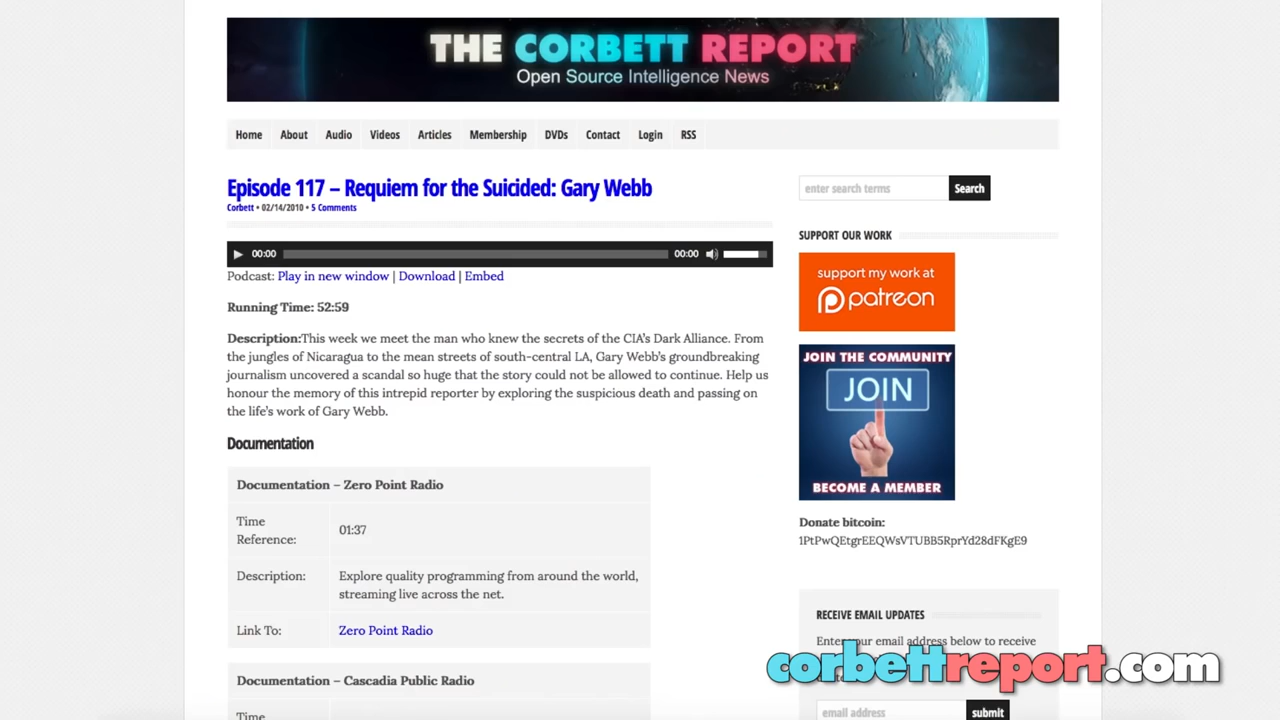 THE CORBETT REPORT
Open Source Intelligence News
Home About Audio Videos Articles Membership DVDs Contact Login RSS
Episode 117 – Requiem for the Suicided: Gary Webb
Corbett • 02/14/2010 • 5 Comments
00:00 00:00
Podcast: Play in new window | Download | Embed
Running Time: 52:59
Description:This week we meet the man who knew the secrets of the CIA’s Dark Alliance. From
the jungles of Nicaragua to the mean streets of south-central LA, Gary Webb’s groundbreaking
journalism uncovered a scandal so huge that the story could not be allowed to continue. Help us
honour the memory of this intrepid reporter by exploring the suspicious death and passing on
the life’s work of Gary Webb.
Documentation
Documentation – Zero Point Radio
Time
Reference:
01:37
Description:
Explore quality programming from around the world,
streaming live across the net.
Link To: Zero Point Radio
Documentation – Cascadia Public Radio
Time
enter search terms Search
SUPPORT OUR WORK
support my work at
patreon
JOIN THE COMMUNITY
JOIN
BECOME A MEMBER
Donate bitcoin:
1PtPwQEtgrEEQWsVTUBB5RprYd28dFKgE9
RECEIVE EMAIL UPDATES
Enter your email address below to receive
corbettreport.com
email address submit